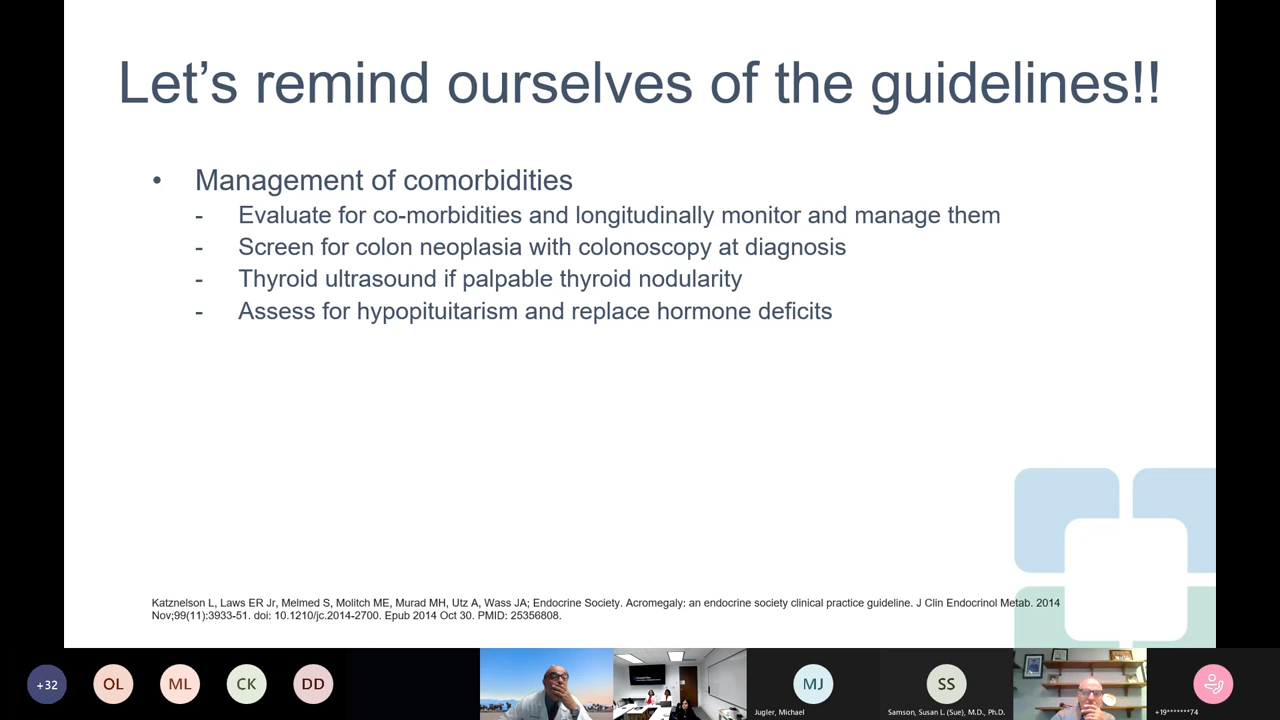 Let's remind ourselves of the guidelines!!
• Management of comorbidities
- Evaluate for co-morbidities and longitudinally monitor and manage them
- Screen for colon neoplasia with colonoscopy at diagnosis
- Thyroid ultrasound if palpable thyroid nodularity
- Assess for hypopituitarism and replace hormone deficits
Katznelson L, Laws ER Jr, Melmed S, Molitch ME, Murad MH, Utz A, Wass JA; Endocrine Society. Acromegaly: an endocrine society clinical practice guideline. J Clin Endocrinol Metab. 2014
Nov;99(11):3933-51. doi: 10.1210/jc.2014-2700. Epub 2014 Oct 30. PMID: 25356808.
+32
OL
ML
CK
DD
MJ
Jugler, Michael
SS
Samson, Susan L. (Sue), M.D., Ph.D.
+19*******74